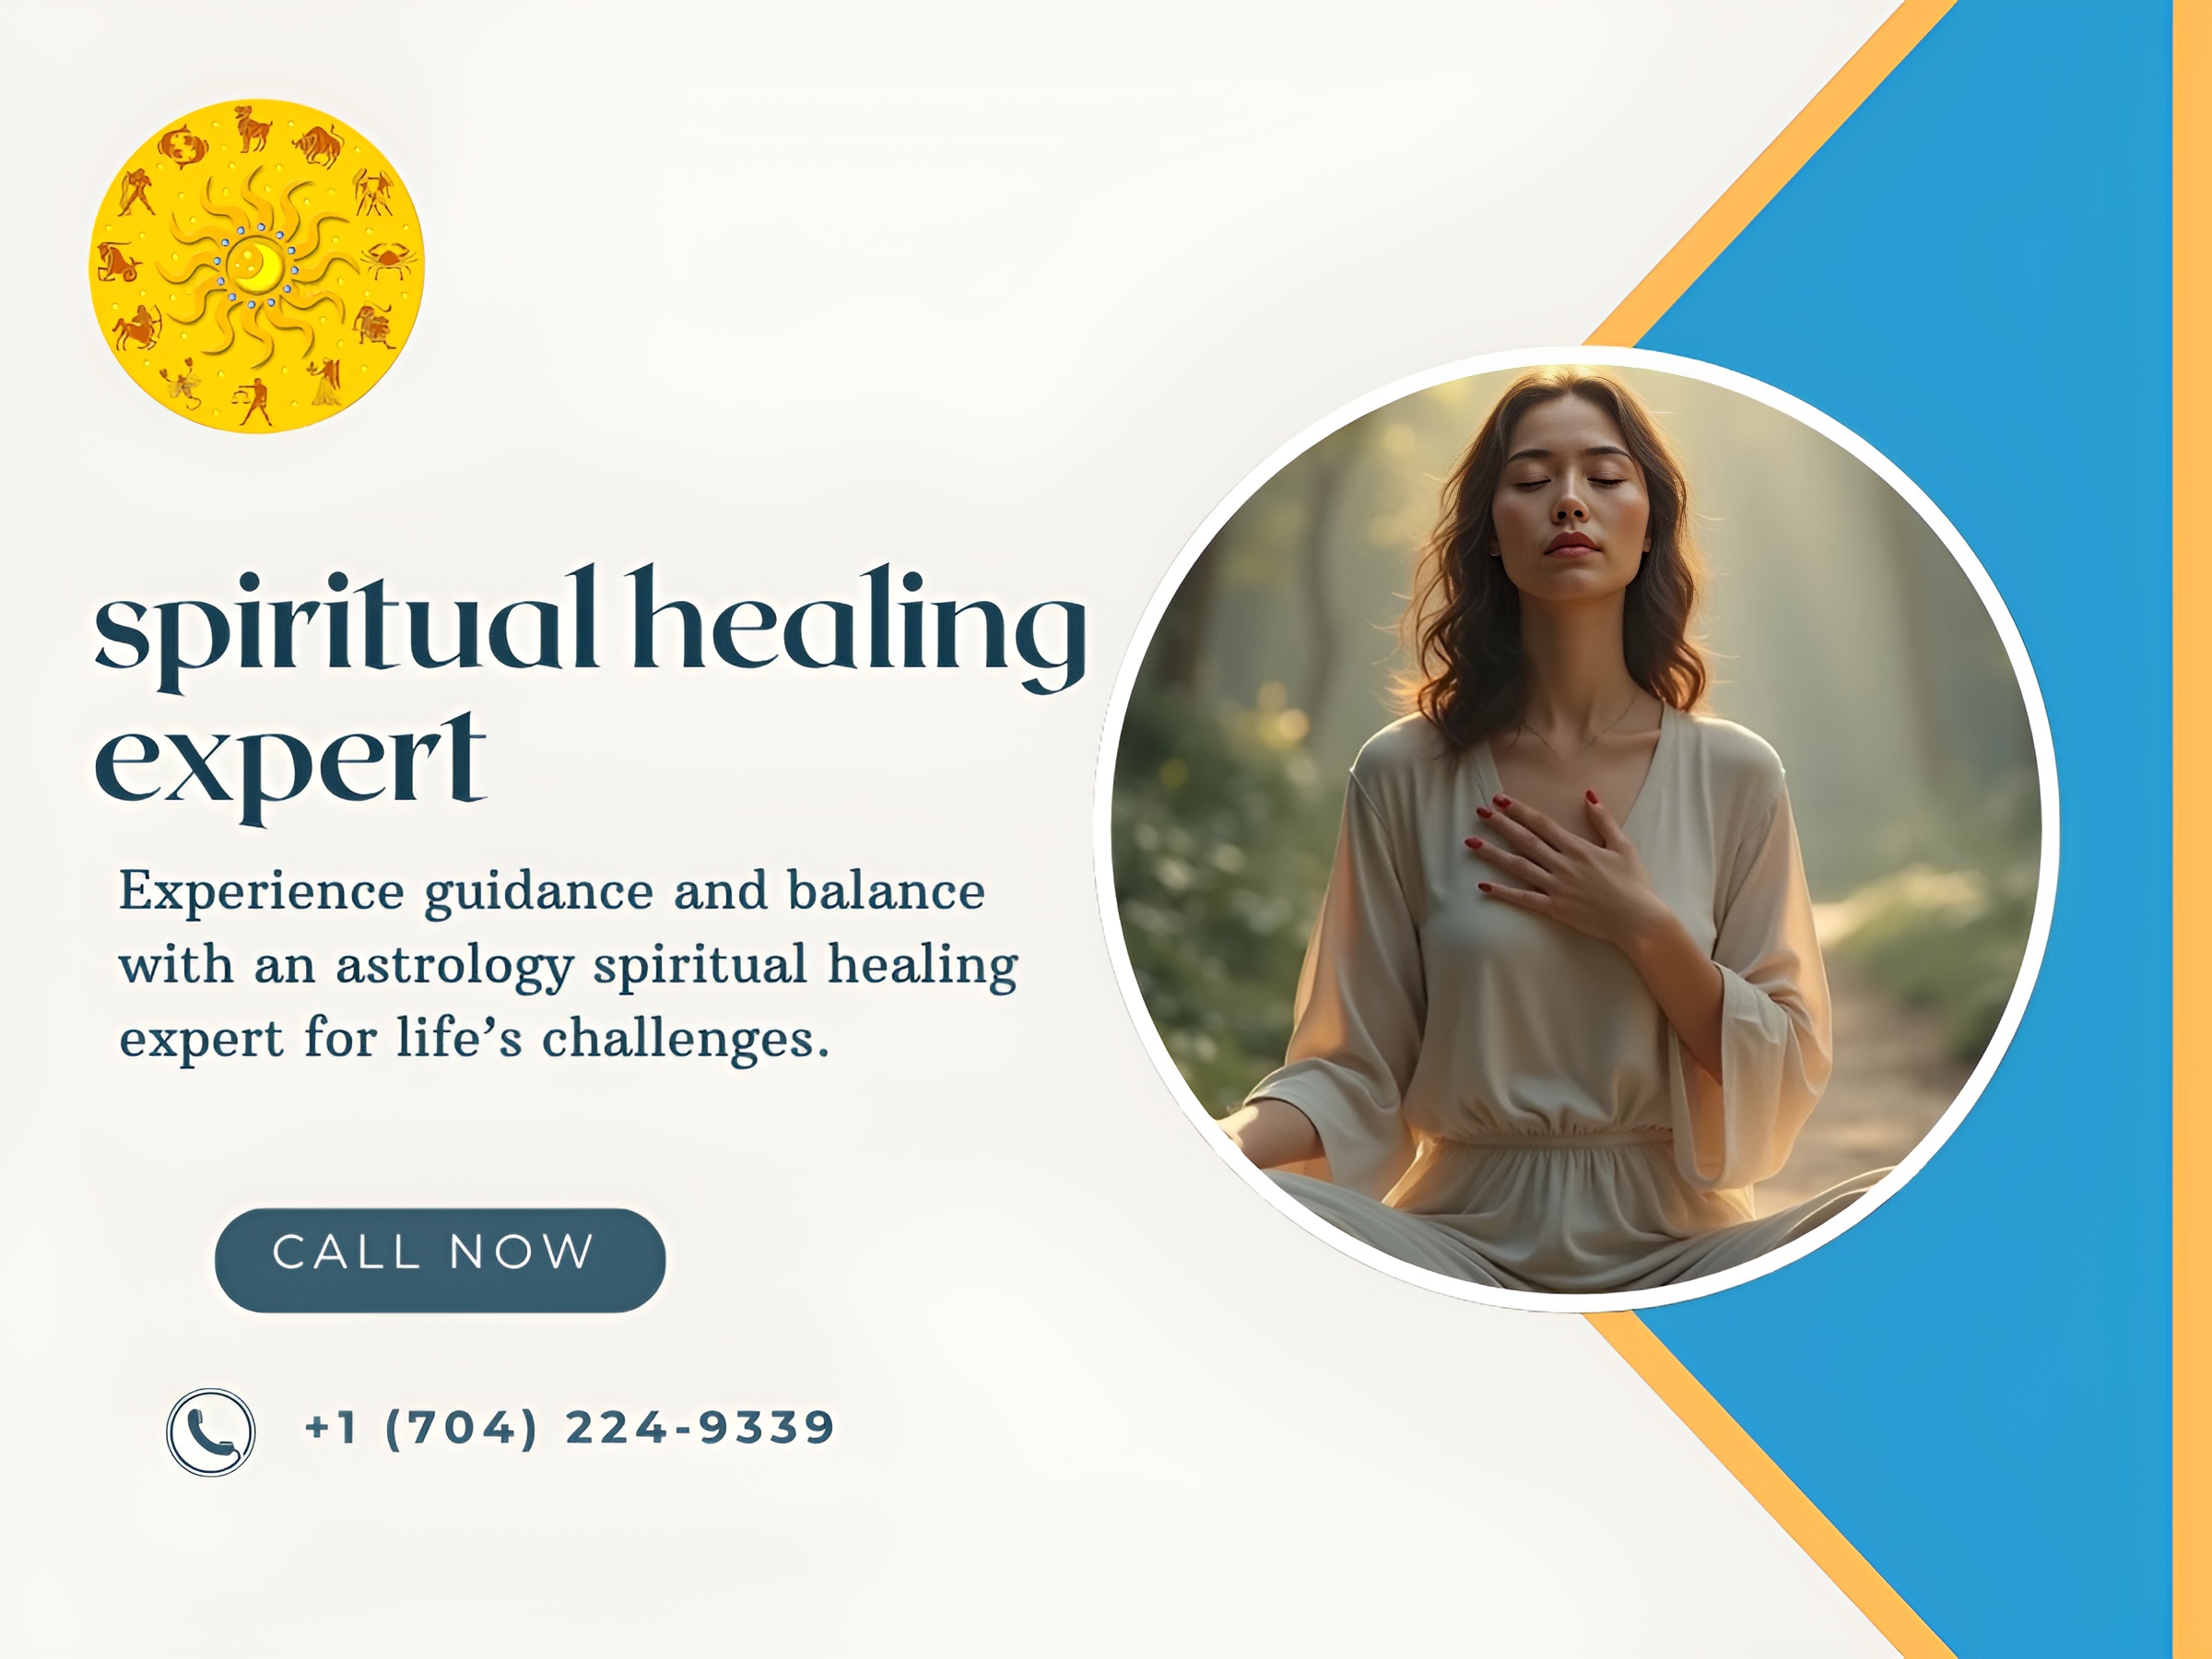 spiritual healing
expert
Experience guidance and balance
with an astrology spiritual healing
expert for life’s challenges.
CALL NOW
+1 (704) 224-9339